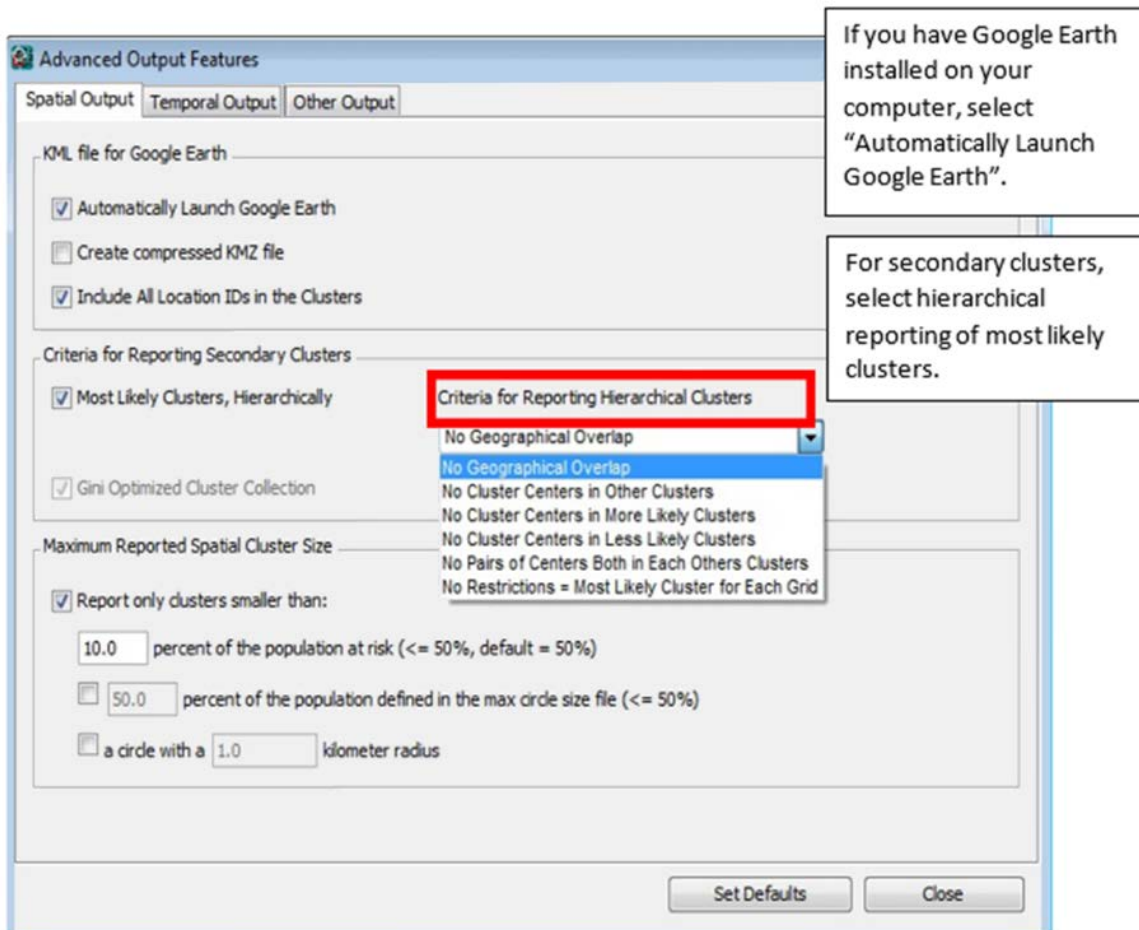 Advanced Output Features
Spatial Output Temporal Output Other Output
KML file for Google Earth
Automatically Launch Google Earth
Create compressed KMZ file
Include All Location IDs in the Clusters
Criteria for Reporting Secondary Clusters
Most Likely Clusters, Hierarchically
Criteria for Reporting Hierarchical Clusters
No Geographical Overlap
No Geographical Overlap
No Cluster Centers in Other Clusters
No Cluster Centers in More Likely Clusters
No Cluster Centers in Less Likely Clusters
No Pairs of Centers Both in Each Others Clusters
No Restrictions = Most Likely Cluster for Each Grid
Gini Optimized Cluster Collection
Maximum Reported Spatial Cluster Size
Report only clusters smaller than:
10.0 percent of the population at risk (<= 50%, default = 50%)
50.0 percent of the population defined in the max circle size file (<= 50%)
a circle with a 1.0 kilometer radius
Set Defaults Close
If you have Google Earth
installed on your
computer, select
“Automatically Launch
Google Earth”.
For secondary clusters,
select hierarchical
reporting of most likely
clusters.